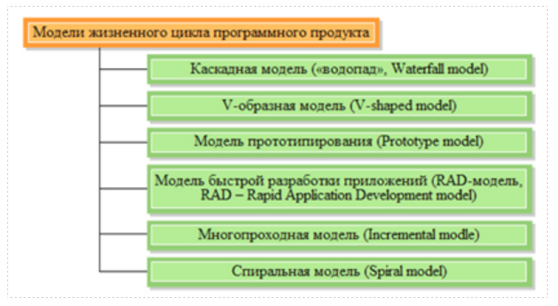 Модели жизненного цикла программного продукта
Каскадная модель («водопад», Waterfall model)
V-образная модель (V-shaped model)
Модель прототипирования (Prototype model)
Модель быстрой разработки приложений (RAD-модель,
RAD – Rapid Application Development model)
Многопроходная модель (Incremental modle)
Спиральная модель (Spiral model)